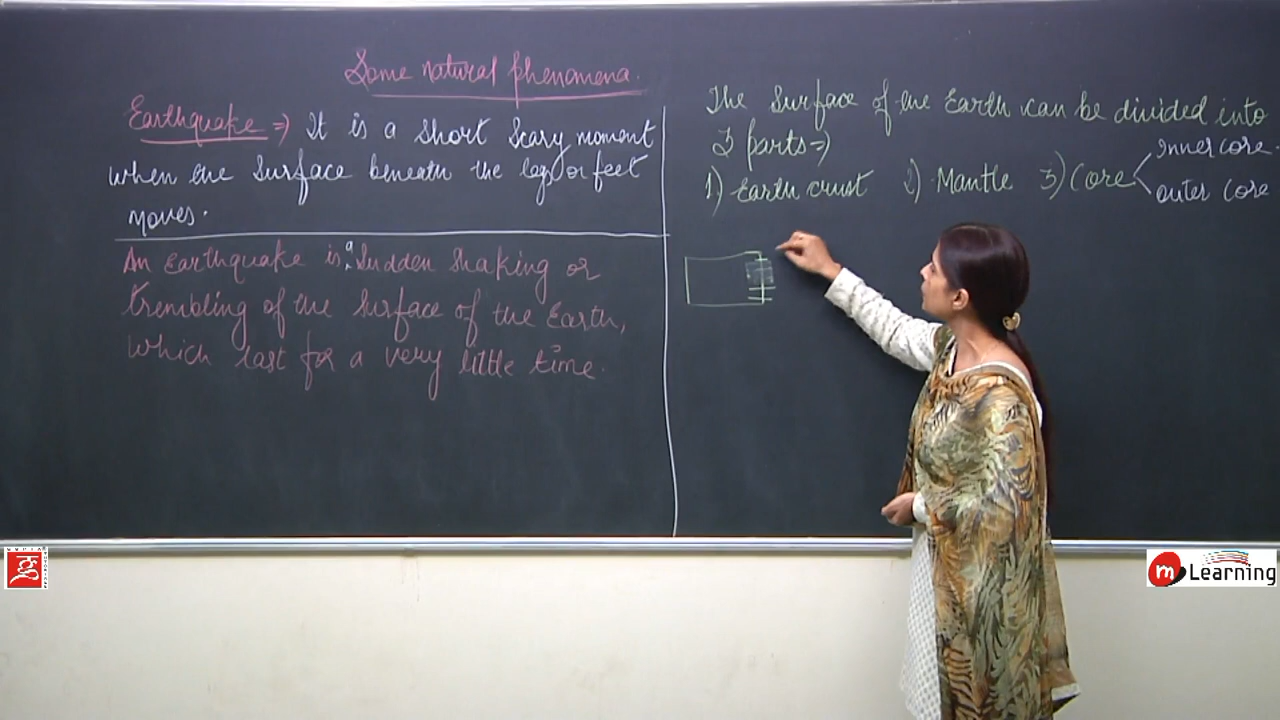 Some natural phenomena.
Earthquake => It is a short scary moment
when the surface beneath the legs or feet
moves.
An Earthquake is a sudden shaking or
trembling of the surface of the Earth,
which last for a very little time.
The surface of the Earth can be divided into
3 parts =>
1) Earth crust 2) Mantle 3) Core
inner core.
outer core
m Learning